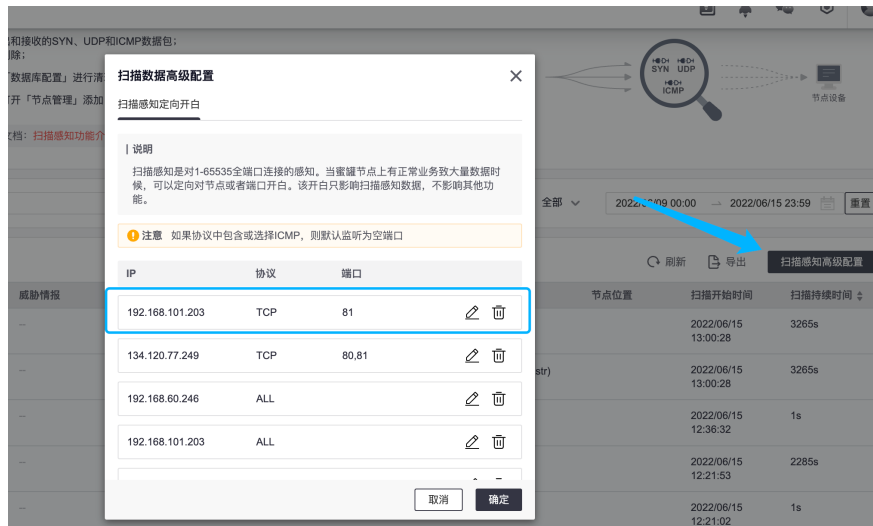 出和接收的SYN、UDP和ICMP数据包；
删除；
「数据库配置」进行清
打开「节点管理」添加
文档：扫描感知功能介
SYN UDP
ICMP
节点设备
扫描数据高级配置
扫描感知定向开白
说明
扫描感知是对1-65535全端口连接的感知。当蜜罐节点上有正常业务致大量数据时
候，可以定向对节点或者端口开白。该开白只影响扫描感知数据，不影响其他功
能。
注意 如果协议中包含或选择ICMP，则默认监听为空端口
IP 协议 端口
192.168.101.203 TCP 81
134.120.77.249 TCP 80,81
192.168.60.246 ALL
192.168.101.203 ALL
取消 确定
全部 2022/06/09 00:00 → 2022/06/15 23:59 重置
刷新 导出 扫描感知高级配置
威胁情报 节点位置 扫描开始时间 扫描持续时间
-- 2022/06/15 13:00:28 3265s
-- str) 2022/06/15 13:00:28 3265s
-- 2022/06/15 12:36:32 1s
-- 2022/06/15 12:21:53 2285s
-- 2022/06/15 12:21:02 1s